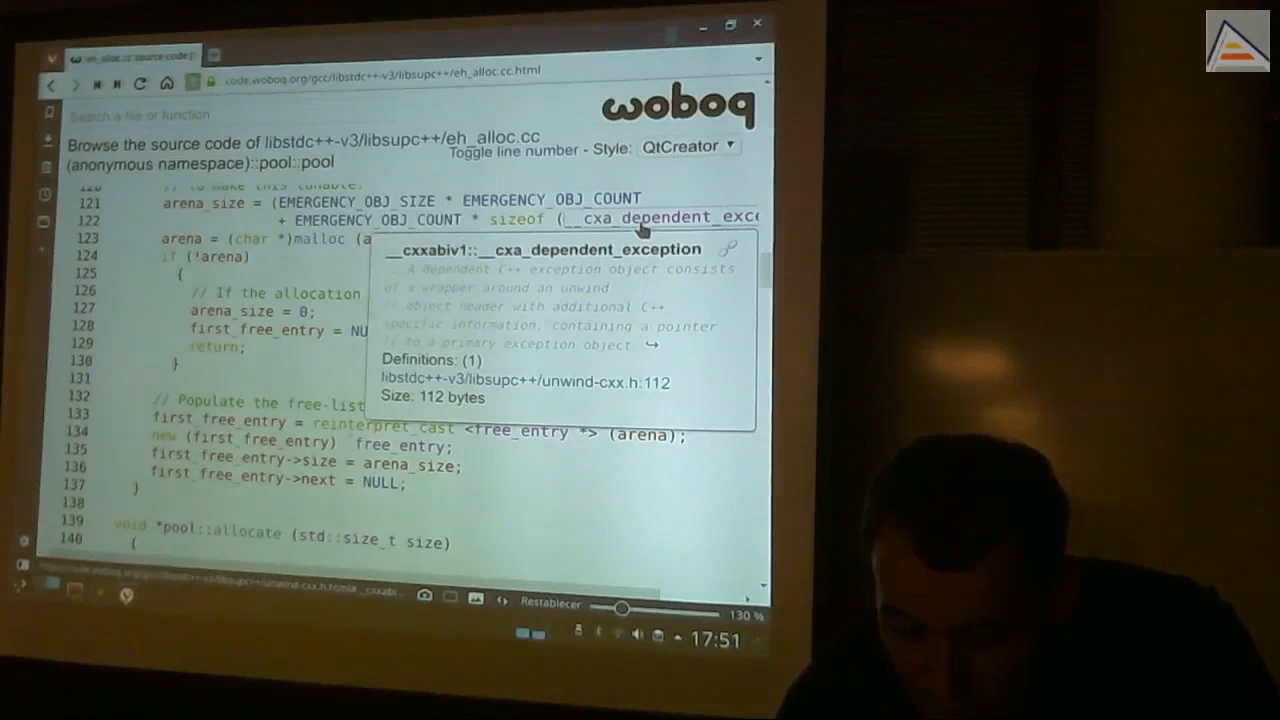 eh_alloc.cc source code [
code.woboq.org/gcc/libstdc++-v3/libsupc++/eh_alloc.cc.html
Search a file or function
woboq
Browse the source code of libstdc++-v3/libsupc++/eh_alloc.cc
Toggle line number - Style: QtCreator
(anonymous namespace)::pool::pool
120 // to make this tunable.
121 arena_size = (EMERGENCY_OBJ_SIZE * EMERGENCY_OBJ_COUNT
122 + EMERGENCY_OBJ_COUNT * sizeof (__cxa_dependent_exce
123 arena = (char *)malloc (a
124 if (!arena)
125 {
126 // If the allocation
127 arena_size = 0;
128 first_free_entry = NU
129 return;
130 }
131
132 // Populate the free-list
133 first_free_entry = reinterpret_cast <free_entry *> (arena);
134 new (first_free_entry) free_entry;
135 first_free_entry->size = arena_size;
136 first_free_entry->next = NULL;
137 }
138
139 void *pool::allocate (std::size_t size)
140 {
__cxxabiv1::__cxa_dependent_exception
A dependent C++ exception object consists
of a wrapper around an unwind
// object header with additional C++
specific information, containing a pointer
// to a primary exception object. ↪
Definitions: (1)
libstdc++-v3/libsupc++/unwind-cxx.h:112
Size: 112 bytes
Restablecer
130 %
17:51